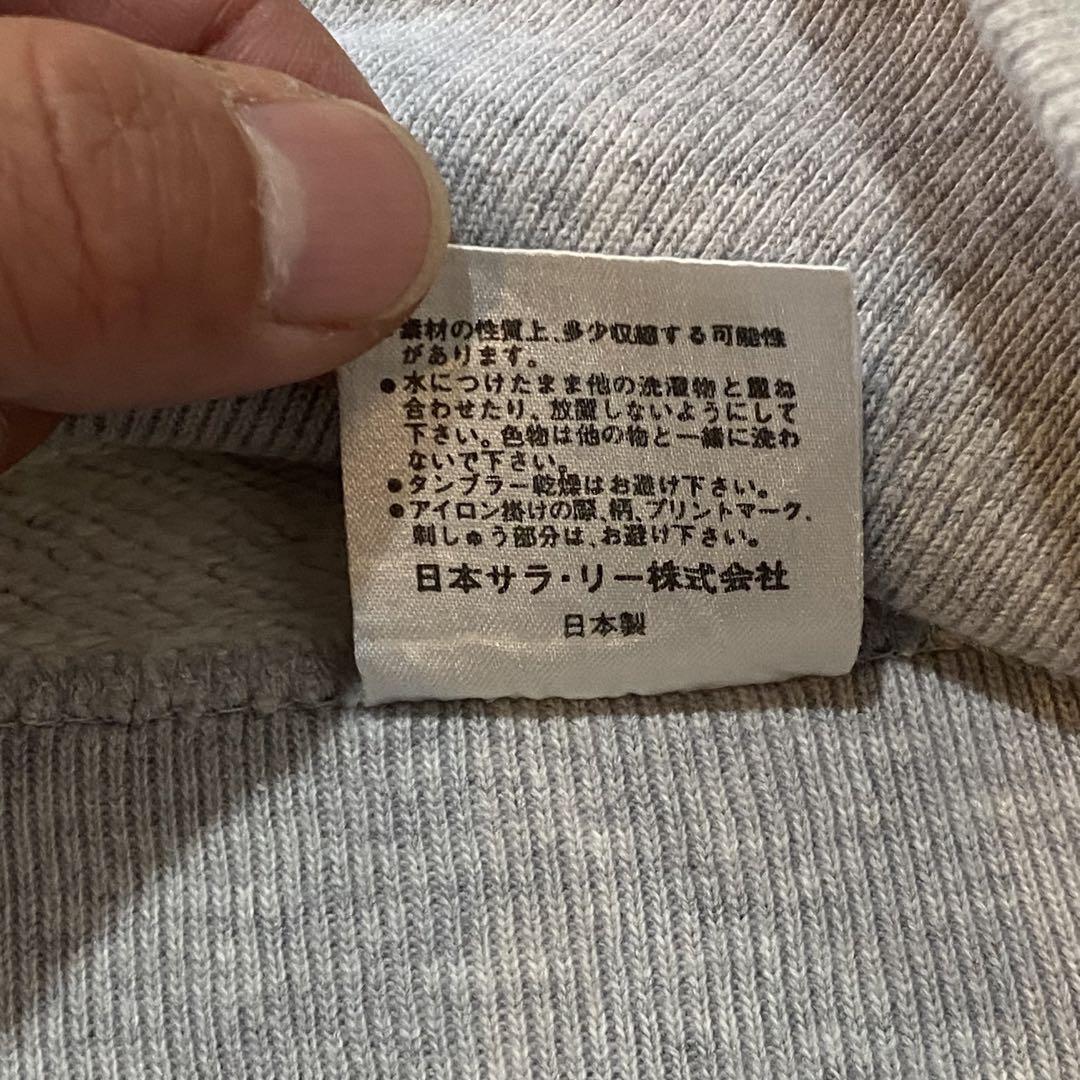 素材の性質上、多少収縮する可能性
があります。
●水につけたまま他の洗濯物と重ね
合わせたり、放置しないようにして
下さい。色物は他の物と一緒に洗わ
ないで下さい。
●タンブラー乾燥はお避け下さい。
●アイロン掛けの際、柄、プリントマーク、
刺しゅう部分は、お避け下さい。
日本サラ・リー株式会社
日本製